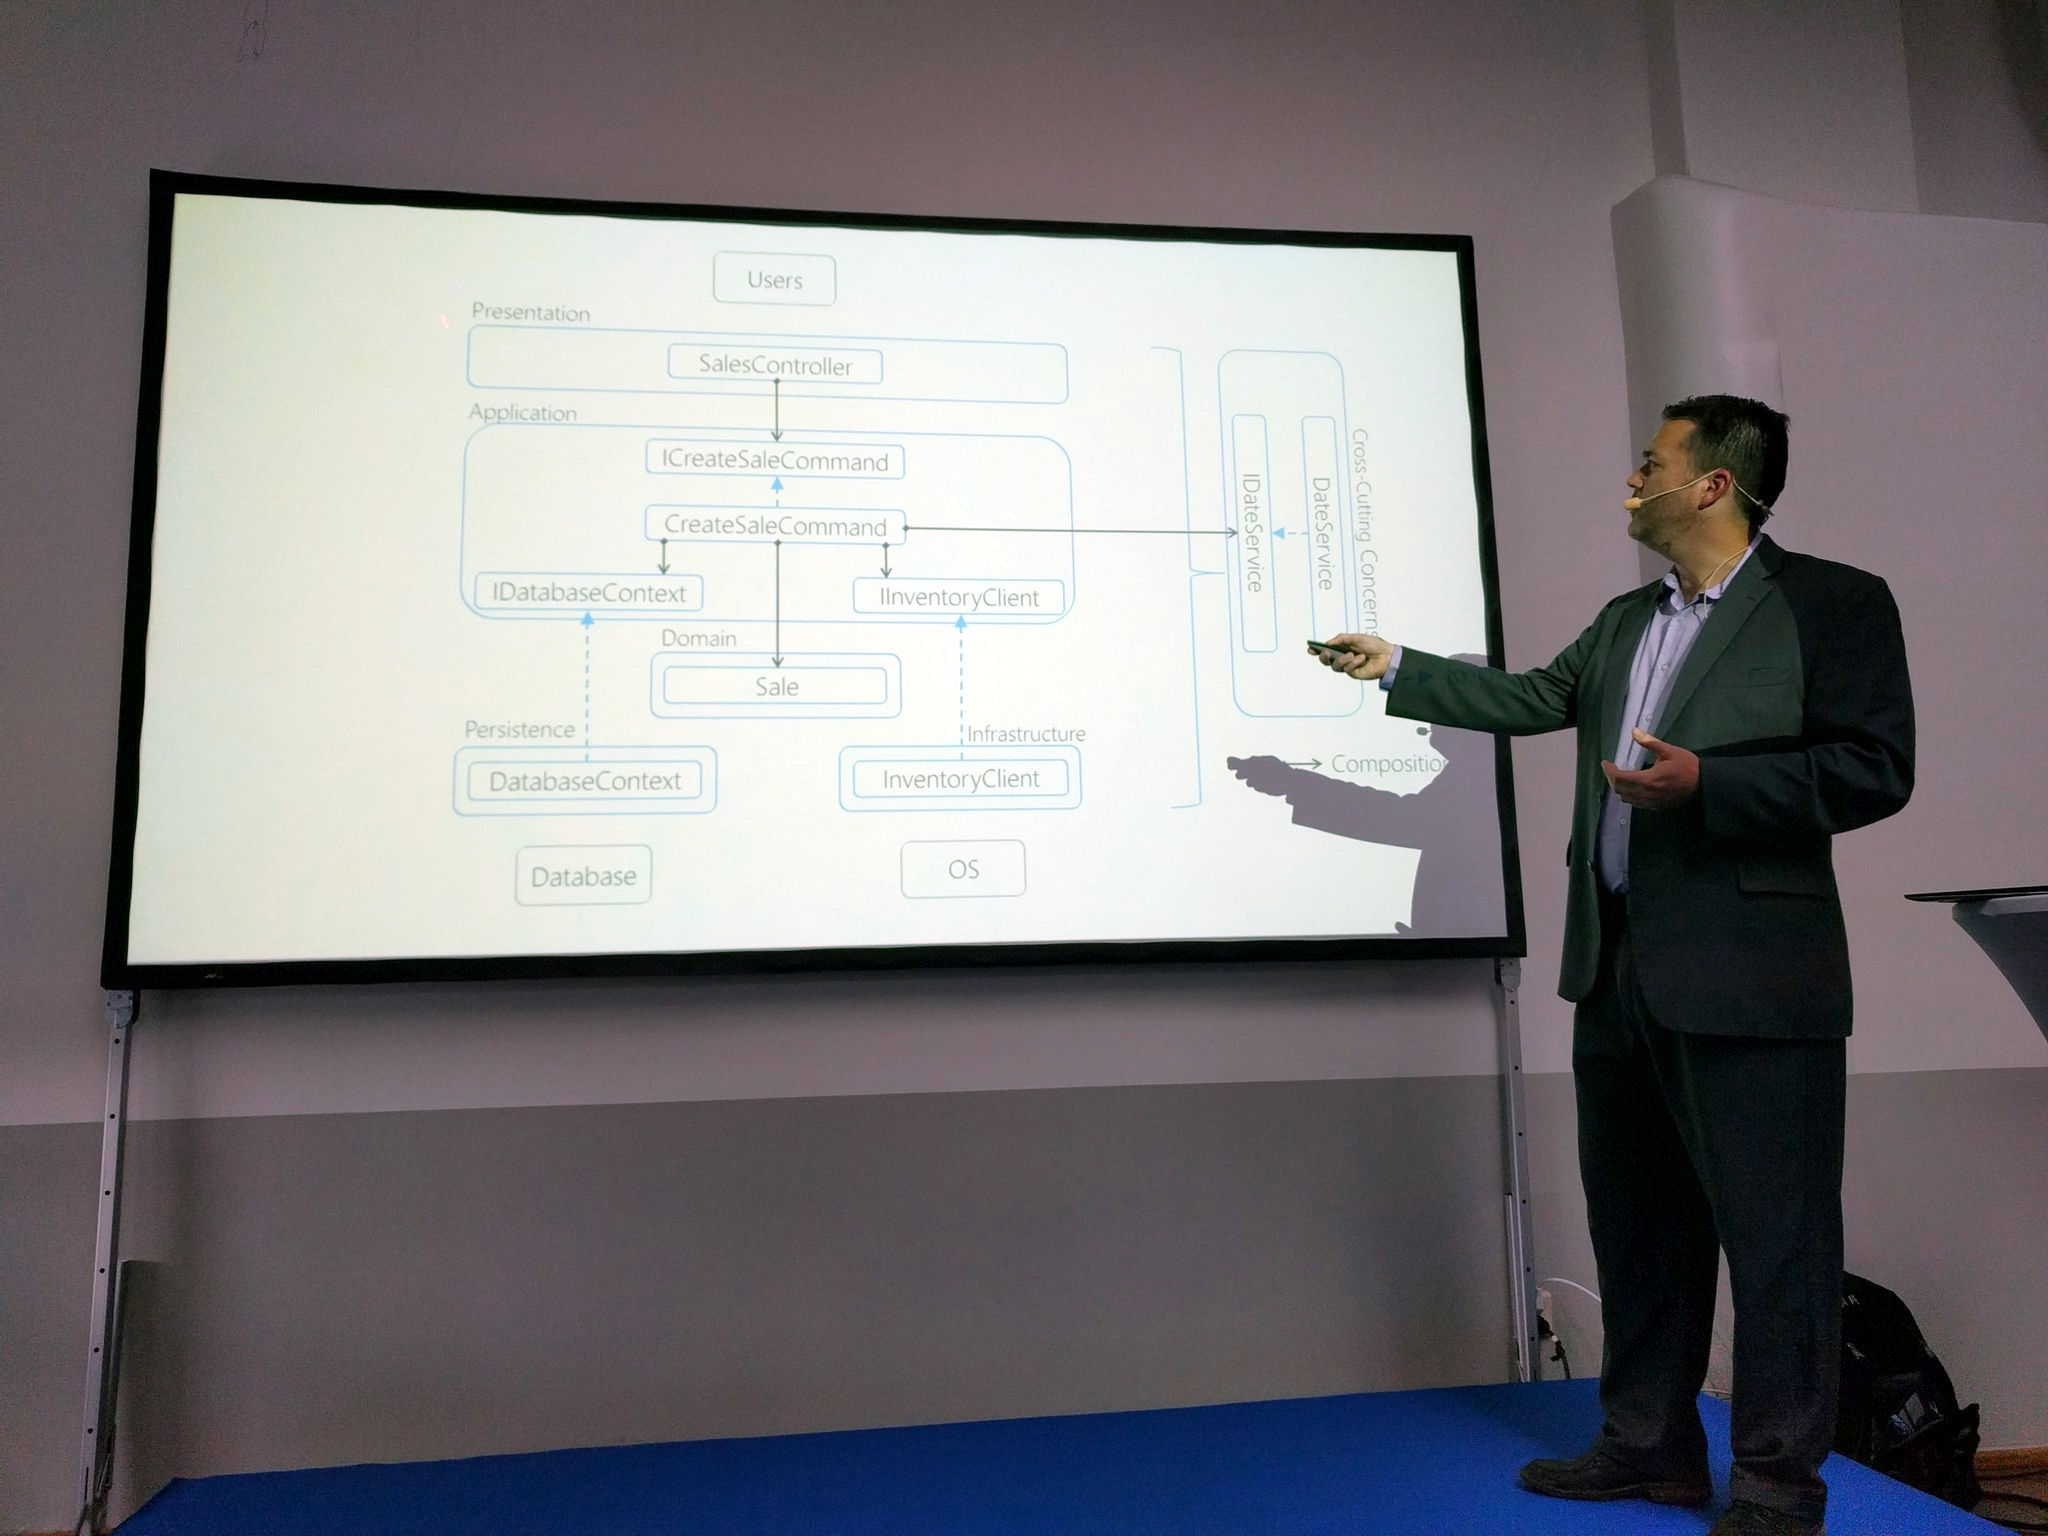 Users
Presentation
SalesController
Application
ICreateSaleCommand
CreateSaleCommand
IDatabaseContext
IInventoryClient
Domain
Sale
Persistence
DatabaseContext
Infrastructure
InventoryClient
Database
OS
IDateService
DateService
Cross-Cutting Concerns
Composition